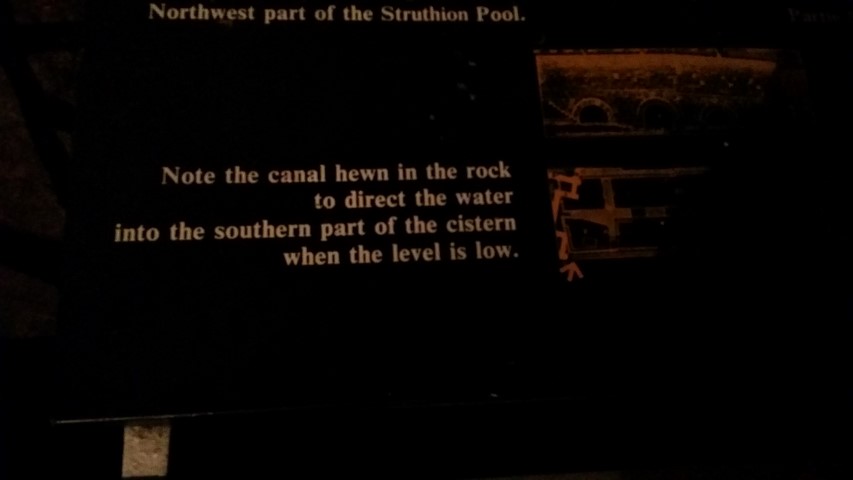 Northwest part of the Struthion Pool.
Partie
Note the canal hewn in the rock
to direct the water
into the southern part of the cistern
when the level is low.